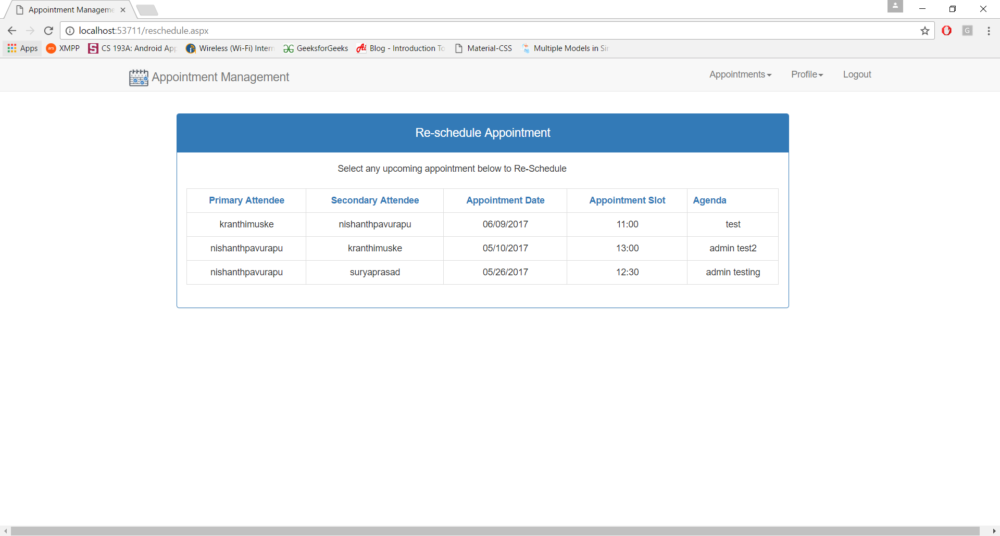 Appointment Manageme
localhost:53711/reschedule.aspx
Apps XMPP CS 193A: Android App Wireless (Wi-Fi) Intern GeeksforGeeks Blog - Introduction To Material-CSS Multiple Models in Sin
Appointment Management Appointments Profile Logout
Re-schedule Appointment
Select any upcoming appointment below to Re-Schedule
Primary Attendee Secondary Attendee Appointment Date Appointment Slot Agenda
kranthimuske nishanthpavurapu 06/09/2017 11:00 test
nishanthpavurapu kranthimuske 05/10/2017 13:00 admin test2
nishanthpavurapu suryaprasad 05/26/2017 12:30 admin testing